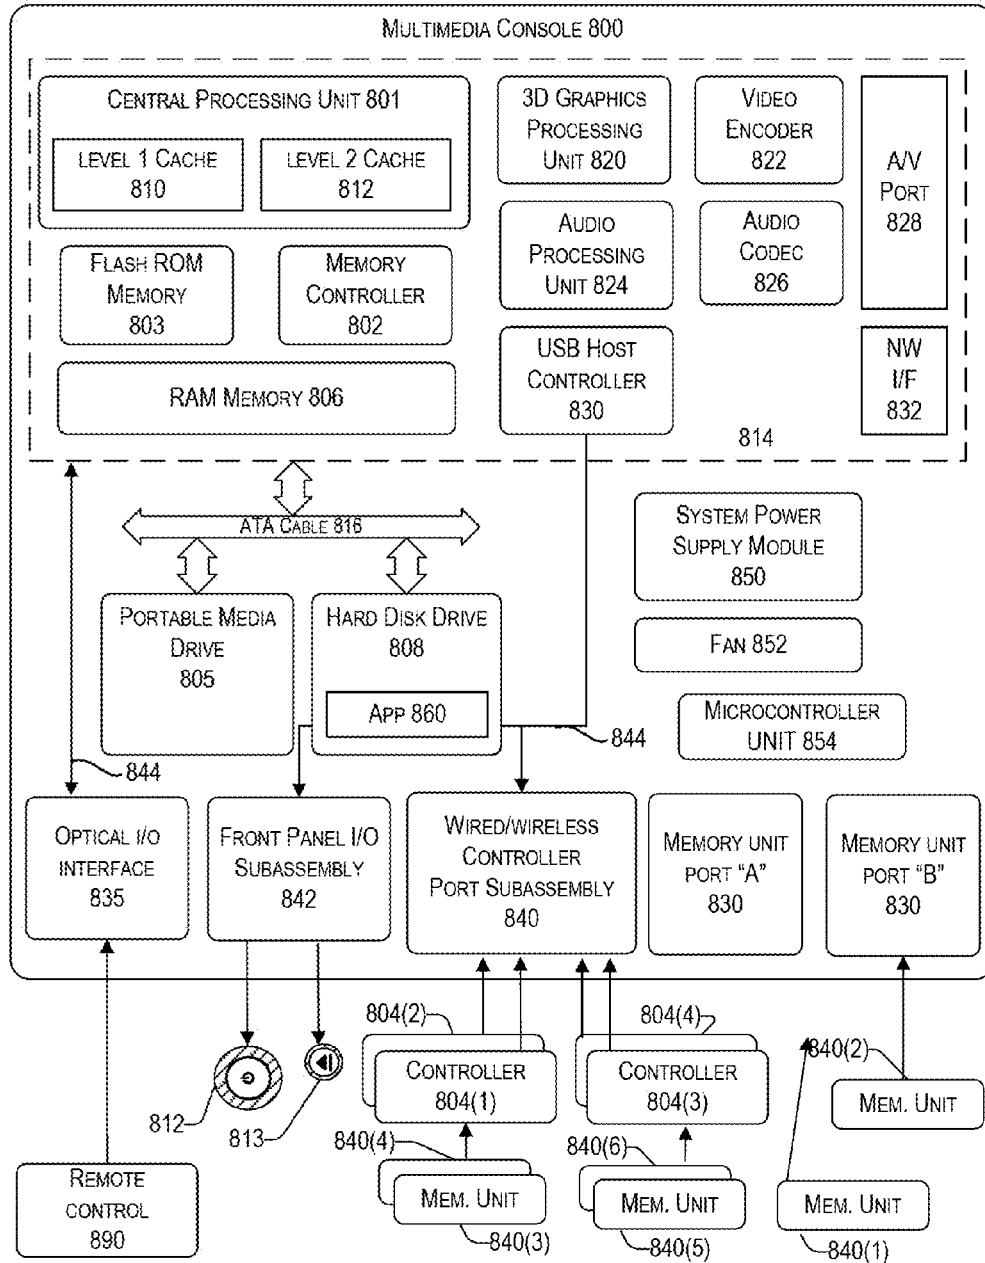 MULTIMEDIA CONSOLE 800
CENTRAL PROCESSING UNIT 801
LEVEL 1 CACHE
810
LEVEL 2 CACHE
812
3D GRAPHICS
PROCESSING
UNIT 820
VIDEO
ENCODER
822
A/V
PORT
828
AUDIO
PROCESSING
UNIT 824
AUDIO
CODEC
826
FLASH ROM
MEMORY
803
MEMORY
CONTROLLER
802
USB HOST
CONTROLLER
830
NW
I/F
832
RAM MEMORY 806
814
ATA CABLE 816
SYSTEM POWER
SUPPLY MODULE
850
PORTABLE MEDIA
DRIVE
805
HARD DISK DRIVE
808
APP 860
FAN 852
MICROCONTROLLER
UNIT 854
844
844
OPTICAL I/O
INTERFACE
835
FRONT PANEL I/O
SUBASSEMBLY
842
WIRED/WIRELESS
CONTROLLER
PORT SUBASSEMBLY
840
MEMORY UNIT
PORT “A”
830
MEMORY UNIT
PORT “B”
830
804(2)
804(4)
CONTROLLER
804(1)
CONTROLLER
804(3)
840(2)
MEM. UNIT
812
813
840(4)
840(6)
REMOTE
CONTROL
890
MEM. UNIT
840(3)
MEM. UNIT
840(5)
MEM. UNIT
840(1)